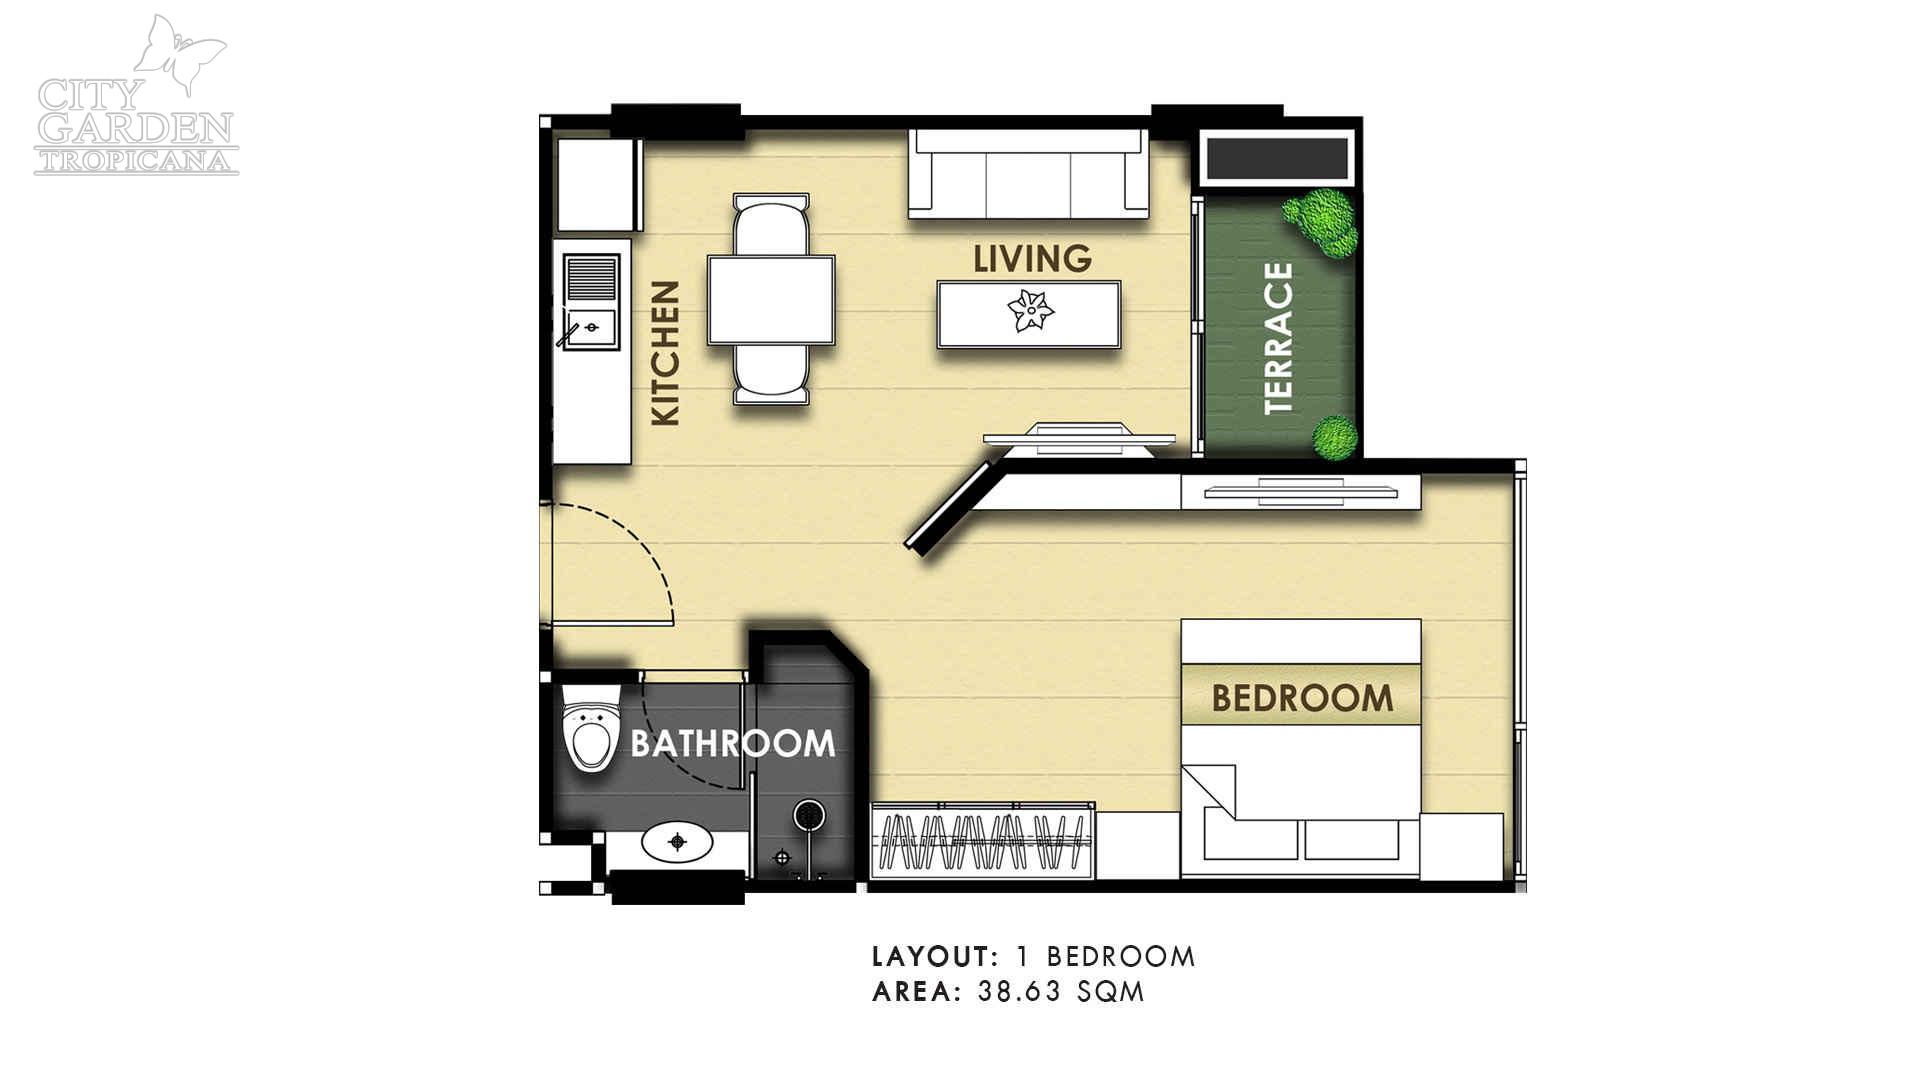 CITY
GARDEN
TROPICANA
LIVING
KITCHEN
TERRACE
BEDROOM
BATHROOM
LAYOUT: 1 BEDROOM
AREA: 38.63 SQM